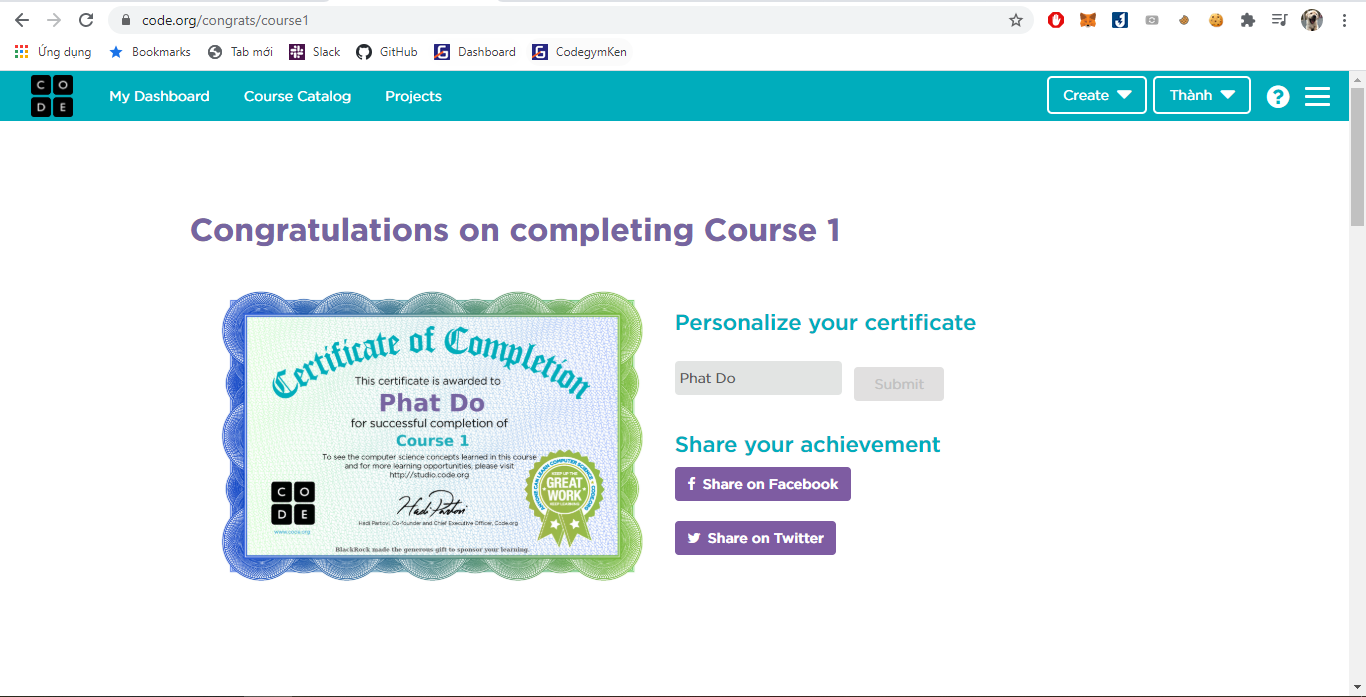 code.org/congrats/course1
Ứng dụng Bookmarks Tab mới Slack GitHub Dashboard CodegymKen
C O
D E
My Dashboard Course Catalog Projects Create Thành ?
Congratulations on completing Course 1
Certificate of Completion
This certificate is awarded to
Phat Do
for successful completion of
Course 1
To see the computer science concepts learned in this course
and for more learning opportunities, please visit
http://studio.code.org
C O
D E
www.code.org
Hadi Partovi
Hadi Partovi, Co-founder and Chief Executive Officer, Code.org
ANYONE CAN LEARN COMPUTER SCIENCE
CODE.ORG
KEEP UP THE
GREAT
WORK
BlackRock made the generous gift to sponsor your learning.
Personalize your certificate
Phat Do Submit
Share your achievement
Share on Facebook
Share on Twitter